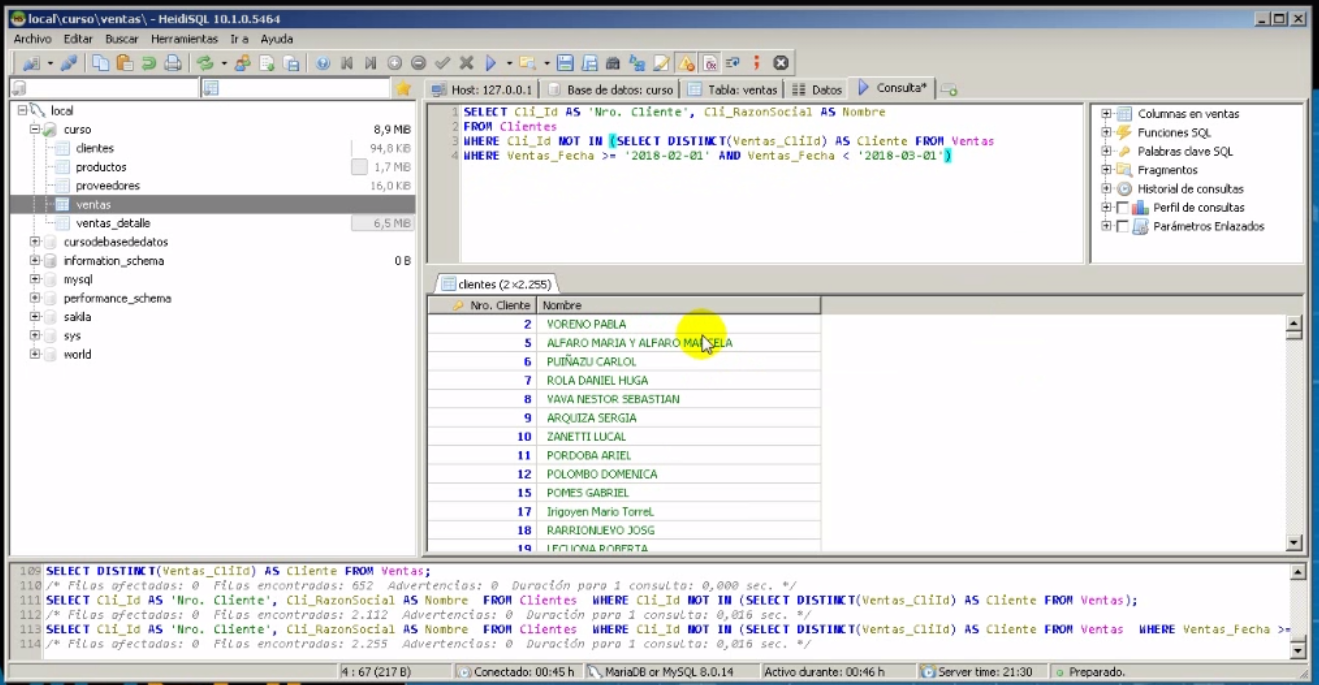 local\curso\ventas\ - HeidiSQL 10.1.0.5464
Archivo Editar Buscar Herramientas Ir a Ayuda
Host: 127.0.0.1 Base de datos: curso Tabla: ventas Datos Consulta*
local
curso 8,9 MiB
clientes 94,8 KiB
productos 1,7 MiB
proveedores 16,0 KiB
ventas
ventas_detalle 6,5 MiB
cursodebasededatos
information_schema 0 B
mysql
performance_schema
sakila
sys
world
1 SELECT Cli_Id AS 'Nro. Cliente', Cli_RazonSocial AS Nombre
2 FROM Clientes
3 WHERE Cli_Id NOT IN (SELECT DISTINCT(Ventas_CliId) AS Cliente FROM Ventas
4 WHERE Ventas_Fecha >= '2018-02-01' AND Ventas_Fecha < '2018-03-01')
Columnas en ventas
Funciones SQL
Palabras clave SQL
Fragmentos
Historial de consultas
Perfil de consultas
Parámetros Enlazados
clientes (2×2.255)
Nro. Cliente Nombre
2 VORENO PABLA
5 ALFARO MARIA Y ALFARO MARCELA
6 PUIÑAZU CARLOL
7 ROLA DANIEL HUGA
8 VAVA NESTOR SEBASTIAN
9 ARQUIZA SERGIA
10 ZANETTI LUCAL
11 PORDOBA ARIEL
12 POLOMBO DOMENICA
15 POMES GABRIEL
17 Irigoyen Mario TorreL
18 RARRIONUEVO JOSG
19 LECUONA ROBERTA
109 SELECT DISTINCT(Ventas_CliId) AS Cliente FROM Ventas;
110 /* Filas afectadas: 0 Filas encontradas: 652 Advertencias: 0 Duración para 1 consulta: 0,000 sec. */
111 SELECT Cli_Id AS 'Nro. Cliente', Cli_RazonSocial AS Nombre FROM Clientes WHERE Cli_Id NOT IN (SELECT DISTINCT(Ventas_CliId) AS Cliente FROM Ventas);
112 /* Filas afectadas: 0 Filas encontradas: 2.112 Advertencias: 0 Duración para 1 consulta: 0,016 sec. */
113 SELECT Cli_Id AS 'Nro. Cliente', Cli_RazonSocial AS Nombre FROM Clientes WHERE Cli_Id NOT IN (SELECT DISTINCT(Ventas_CliId) AS Cliente FROM Ventas WHERE Ventas_Fecha >=
114 /* Filas afectadas: 0 Filas encontradas: 2.255 Advertencias: 0 Duración para 1 consulta: 0,016 sec. */
4 : 67 (217 B) Conectado: 00:45 h MariaDB or MySQL 8.0.14 Activo durante: 00:46 h Server time: 21:30 Preparado.